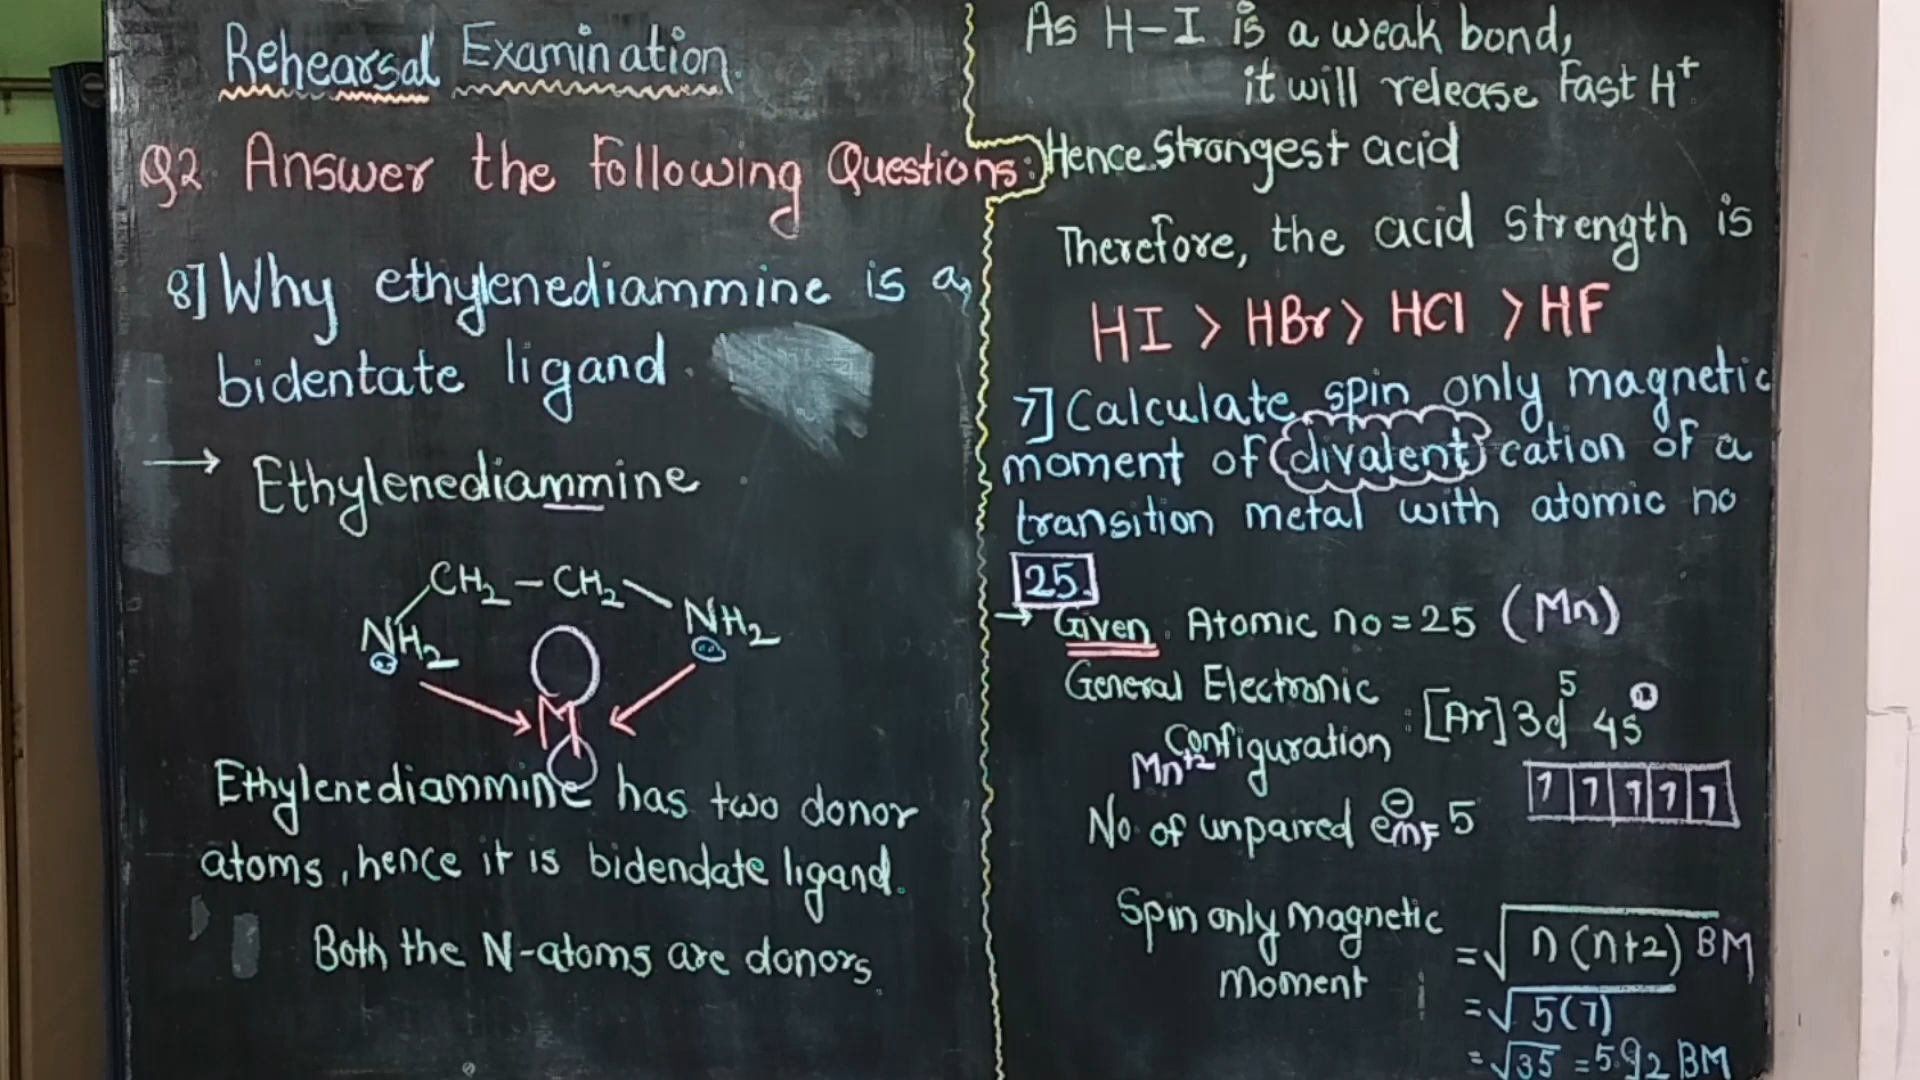 Rehearsal Examination.
Q2. Answer the Following Questions:
8] Why ethylenediammine is a
bidentate ligand.
→ Ethylenediammine
CH₂ – CH₂
NH₂ NH₂
M
Ethylenediammine has two donor
atoms, hence it is bidendate ligand.
Both the N-atoms are donors.
As H-I is a weak bond,
it will release Fast H⁺
Hence Strongest acid
Therefore, the acid strength is
HI > HBr > HCl > HF
7] Calculate spin only magnetic
moment of divalent cation of a
transition metal with atomic no
25.
→ Given : Atomic no = 25 (Mn)
General Electronic
Configuration : [Ar] 3d⁵ 4s⁰
Mn⁺²
1 1 1 1 1
No. of unpaired e⊖ (n) = 5
Spin only magnetic
Moment = √n(n+2) BM
= √5(7)
= √35 = 5.92 BM